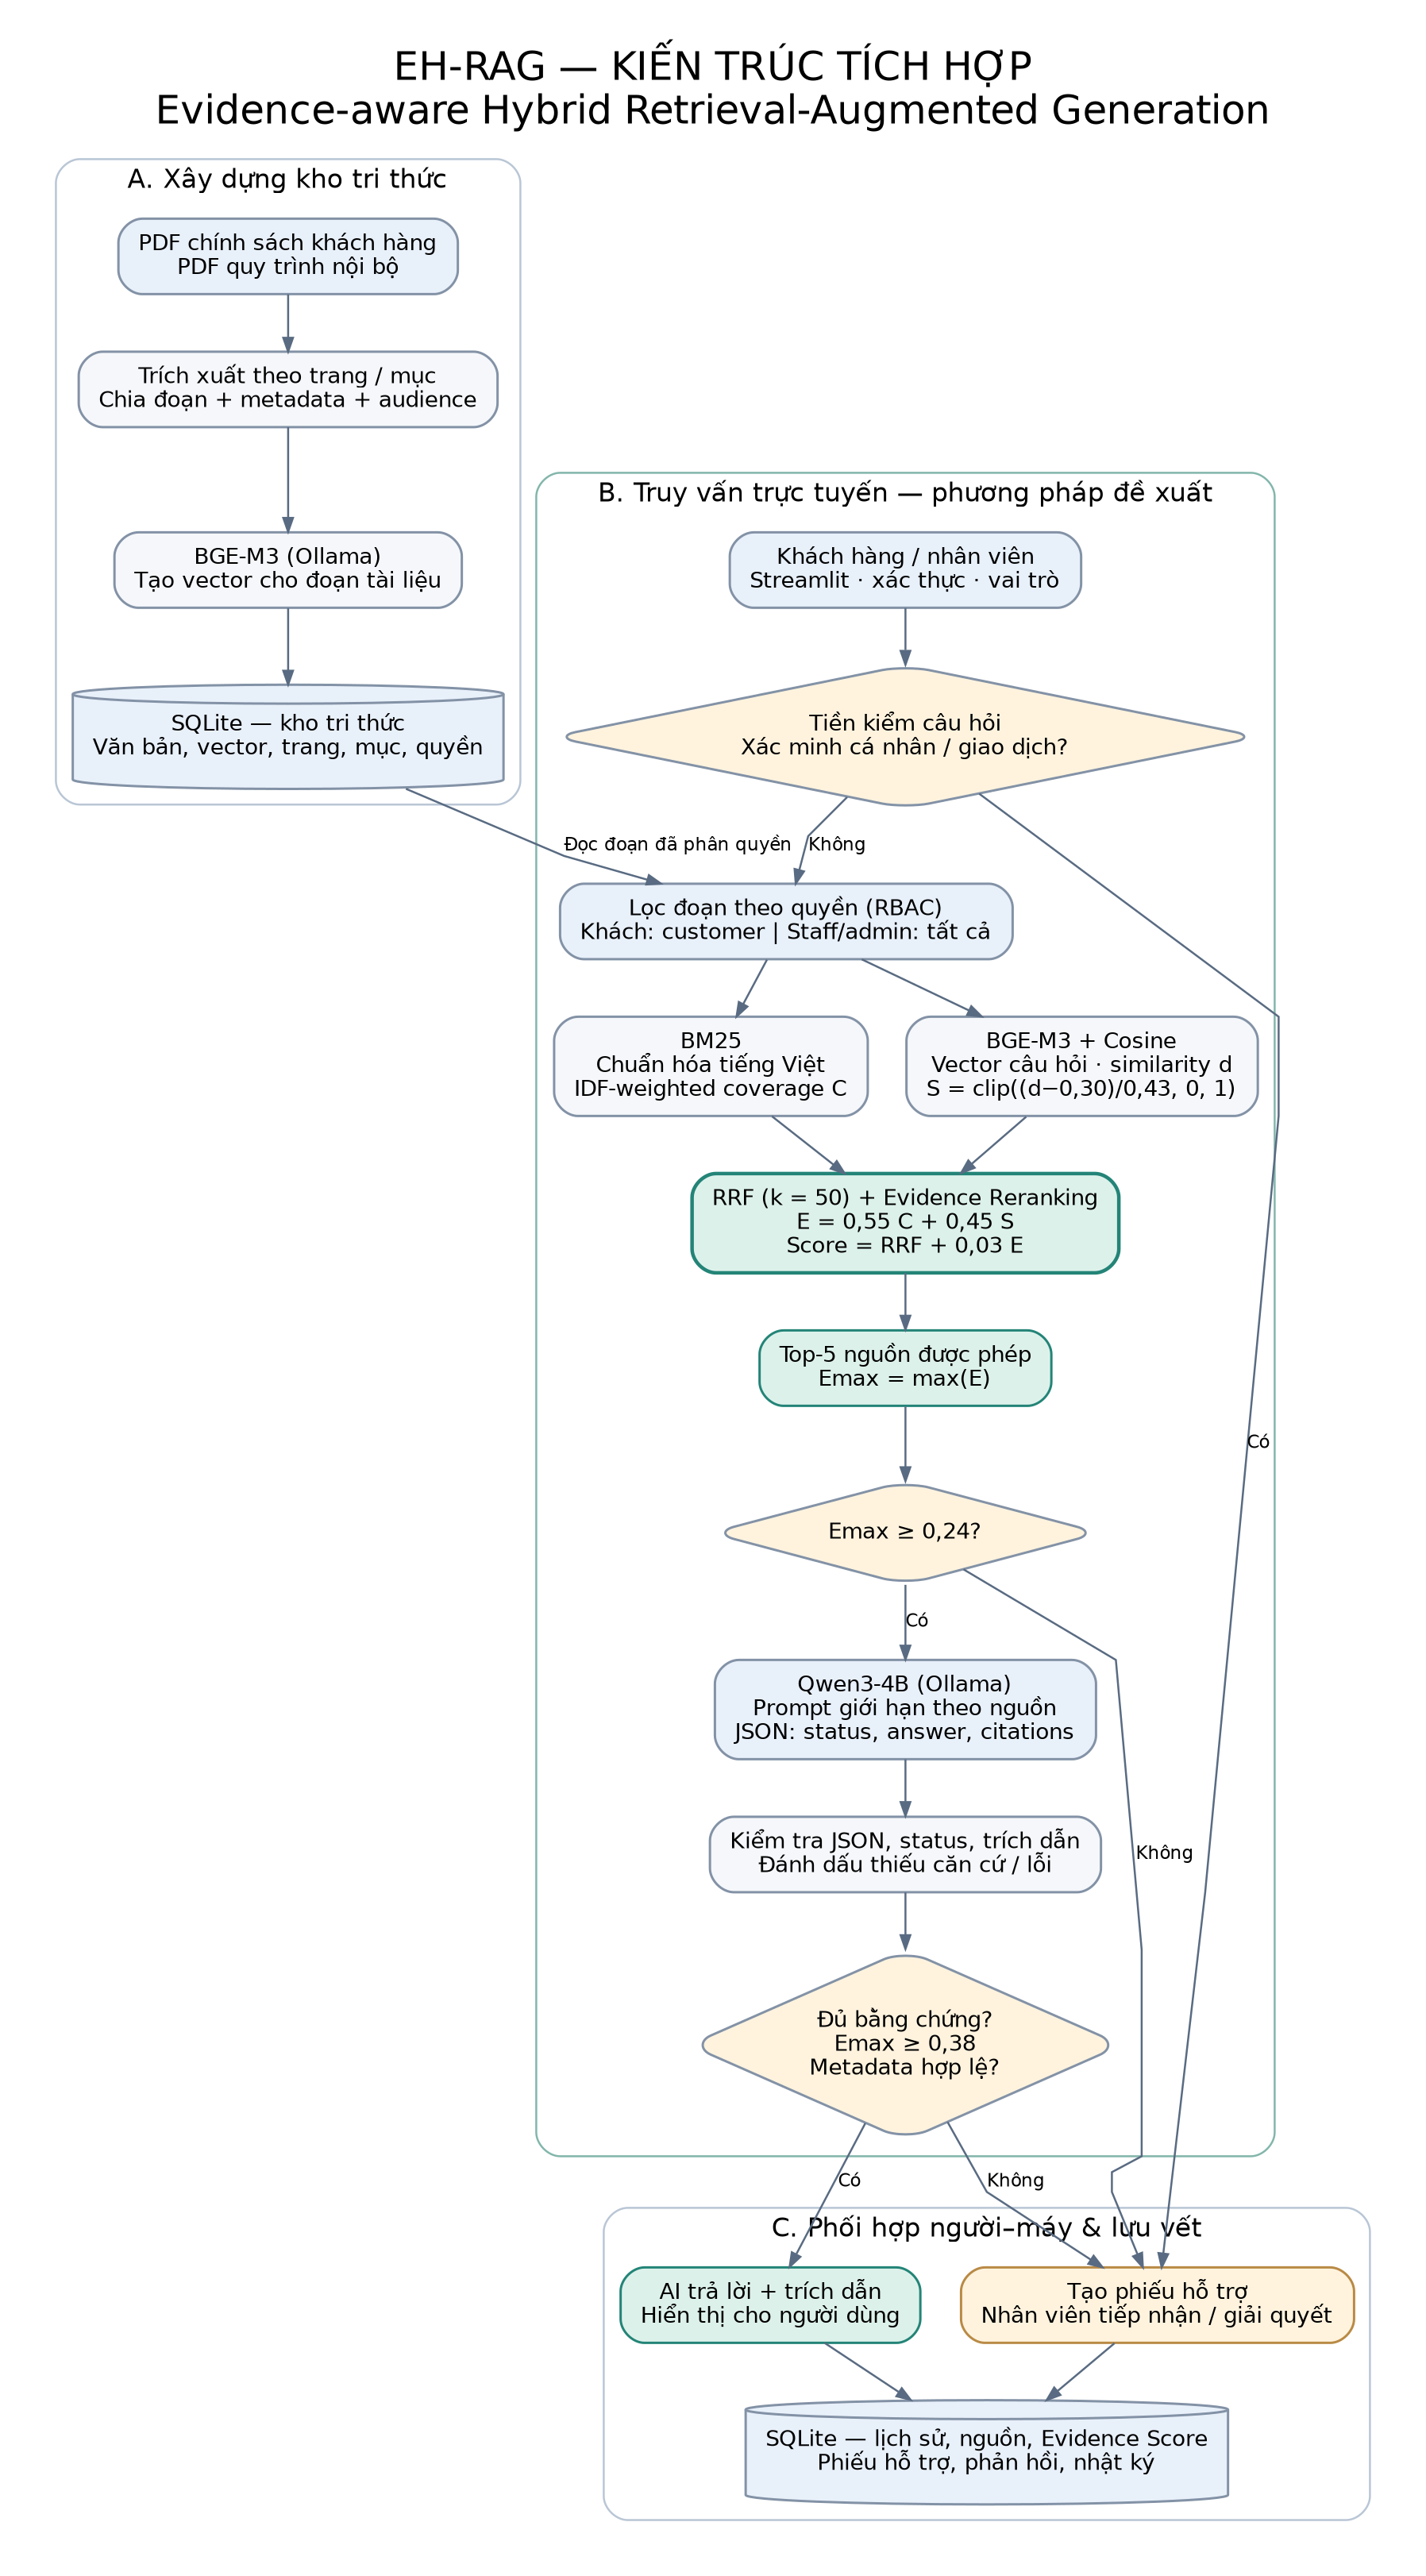 EH-RAG — KIẾN TRÚC TÍCH HỢP
Evidence-aware Hybrid Retrieval-Augmented Generation
A. Xây dựng kho tri thức
PDF chính sách khách hàng
PDF quy trình nội bộ
Trích xuất theo trang / mục
Chia đoạn + metadata + audience
BGE-M3 (Ollama)
Tạo vector cho đoạn tài liệu
SQLite — kho tri thức
Văn bản, vector, trang, mục, quyền
B. Truy vấn trực tuyến — phương pháp đề xuất
Khách hàng / nhân viên
Streamlit · xác thực · vai trò
Tiền kiểm câu hỏi
Xác minh cá nhân / giao dịch?
Đọc đoạn đã phân quyền
Không
Lọc đoạn theo quyền (RBAC)
Khách: customer | Staff/admin: tất cả
BM25
Chuẩn hóa tiếng Việt
IDF-weighted coverage C
BGE-M3 + Cosine
Vector câu hỏi · similarity d
S = clip((d−0,30)/0,43, 0, 1)
RRF (k = 50) + Evidence Reranking
E = 0,55 C + 0,45 S
Score = RRF + 0,03 E
Top-5 nguồn được phép
Emax = max(E)
Có
Emax ≥ 0,24?
Có
Qwen3-4B (Ollama)
Prompt giới hạn theo nguồn
JSON: status, answer, citations
Kiểm tra JSON, status, trích dẫn
Đánh dấu thiếu căn cứ / lỗi
Không
Đủ bằng chứng?
Emax ≥ 0,38
Metadata hợp lệ?
Có
Không
C. Phối hợp người–máy & lưu vết
AI trả lời + trích dẫn
Hiển thị cho người dùng
Tạo phiếu hỗ trợ
Nhân viên tiếp nhận / giải quyết
SQLite — lịch sử, nguồn, Evidence Score
Phiếu hỗ trợ, phản hồi, nhật ký